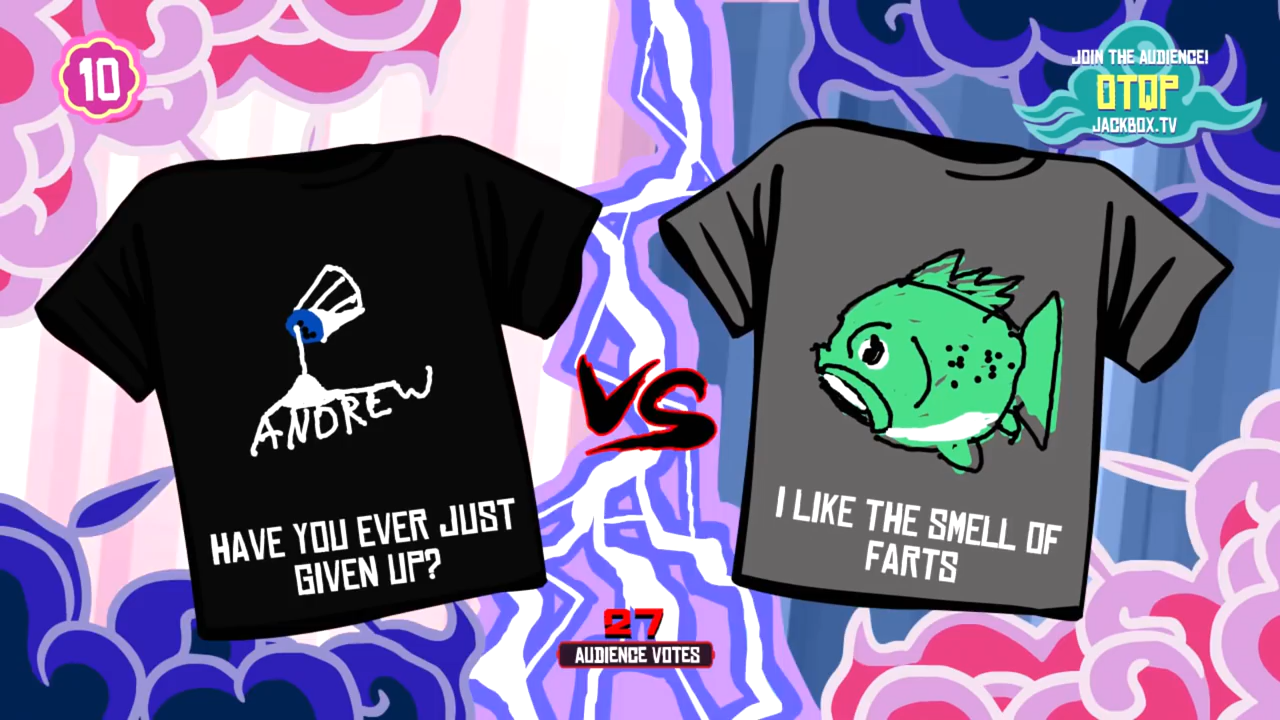 10
JOIN THE AUDIENCE!
OTQP
JACKBOX.TV
ANDREW
HAVE YOU EVER JUST
GIVEN UP?
VS
I LIKE THE SMELL OF
FARTS
27
AUDIENCE VOTES